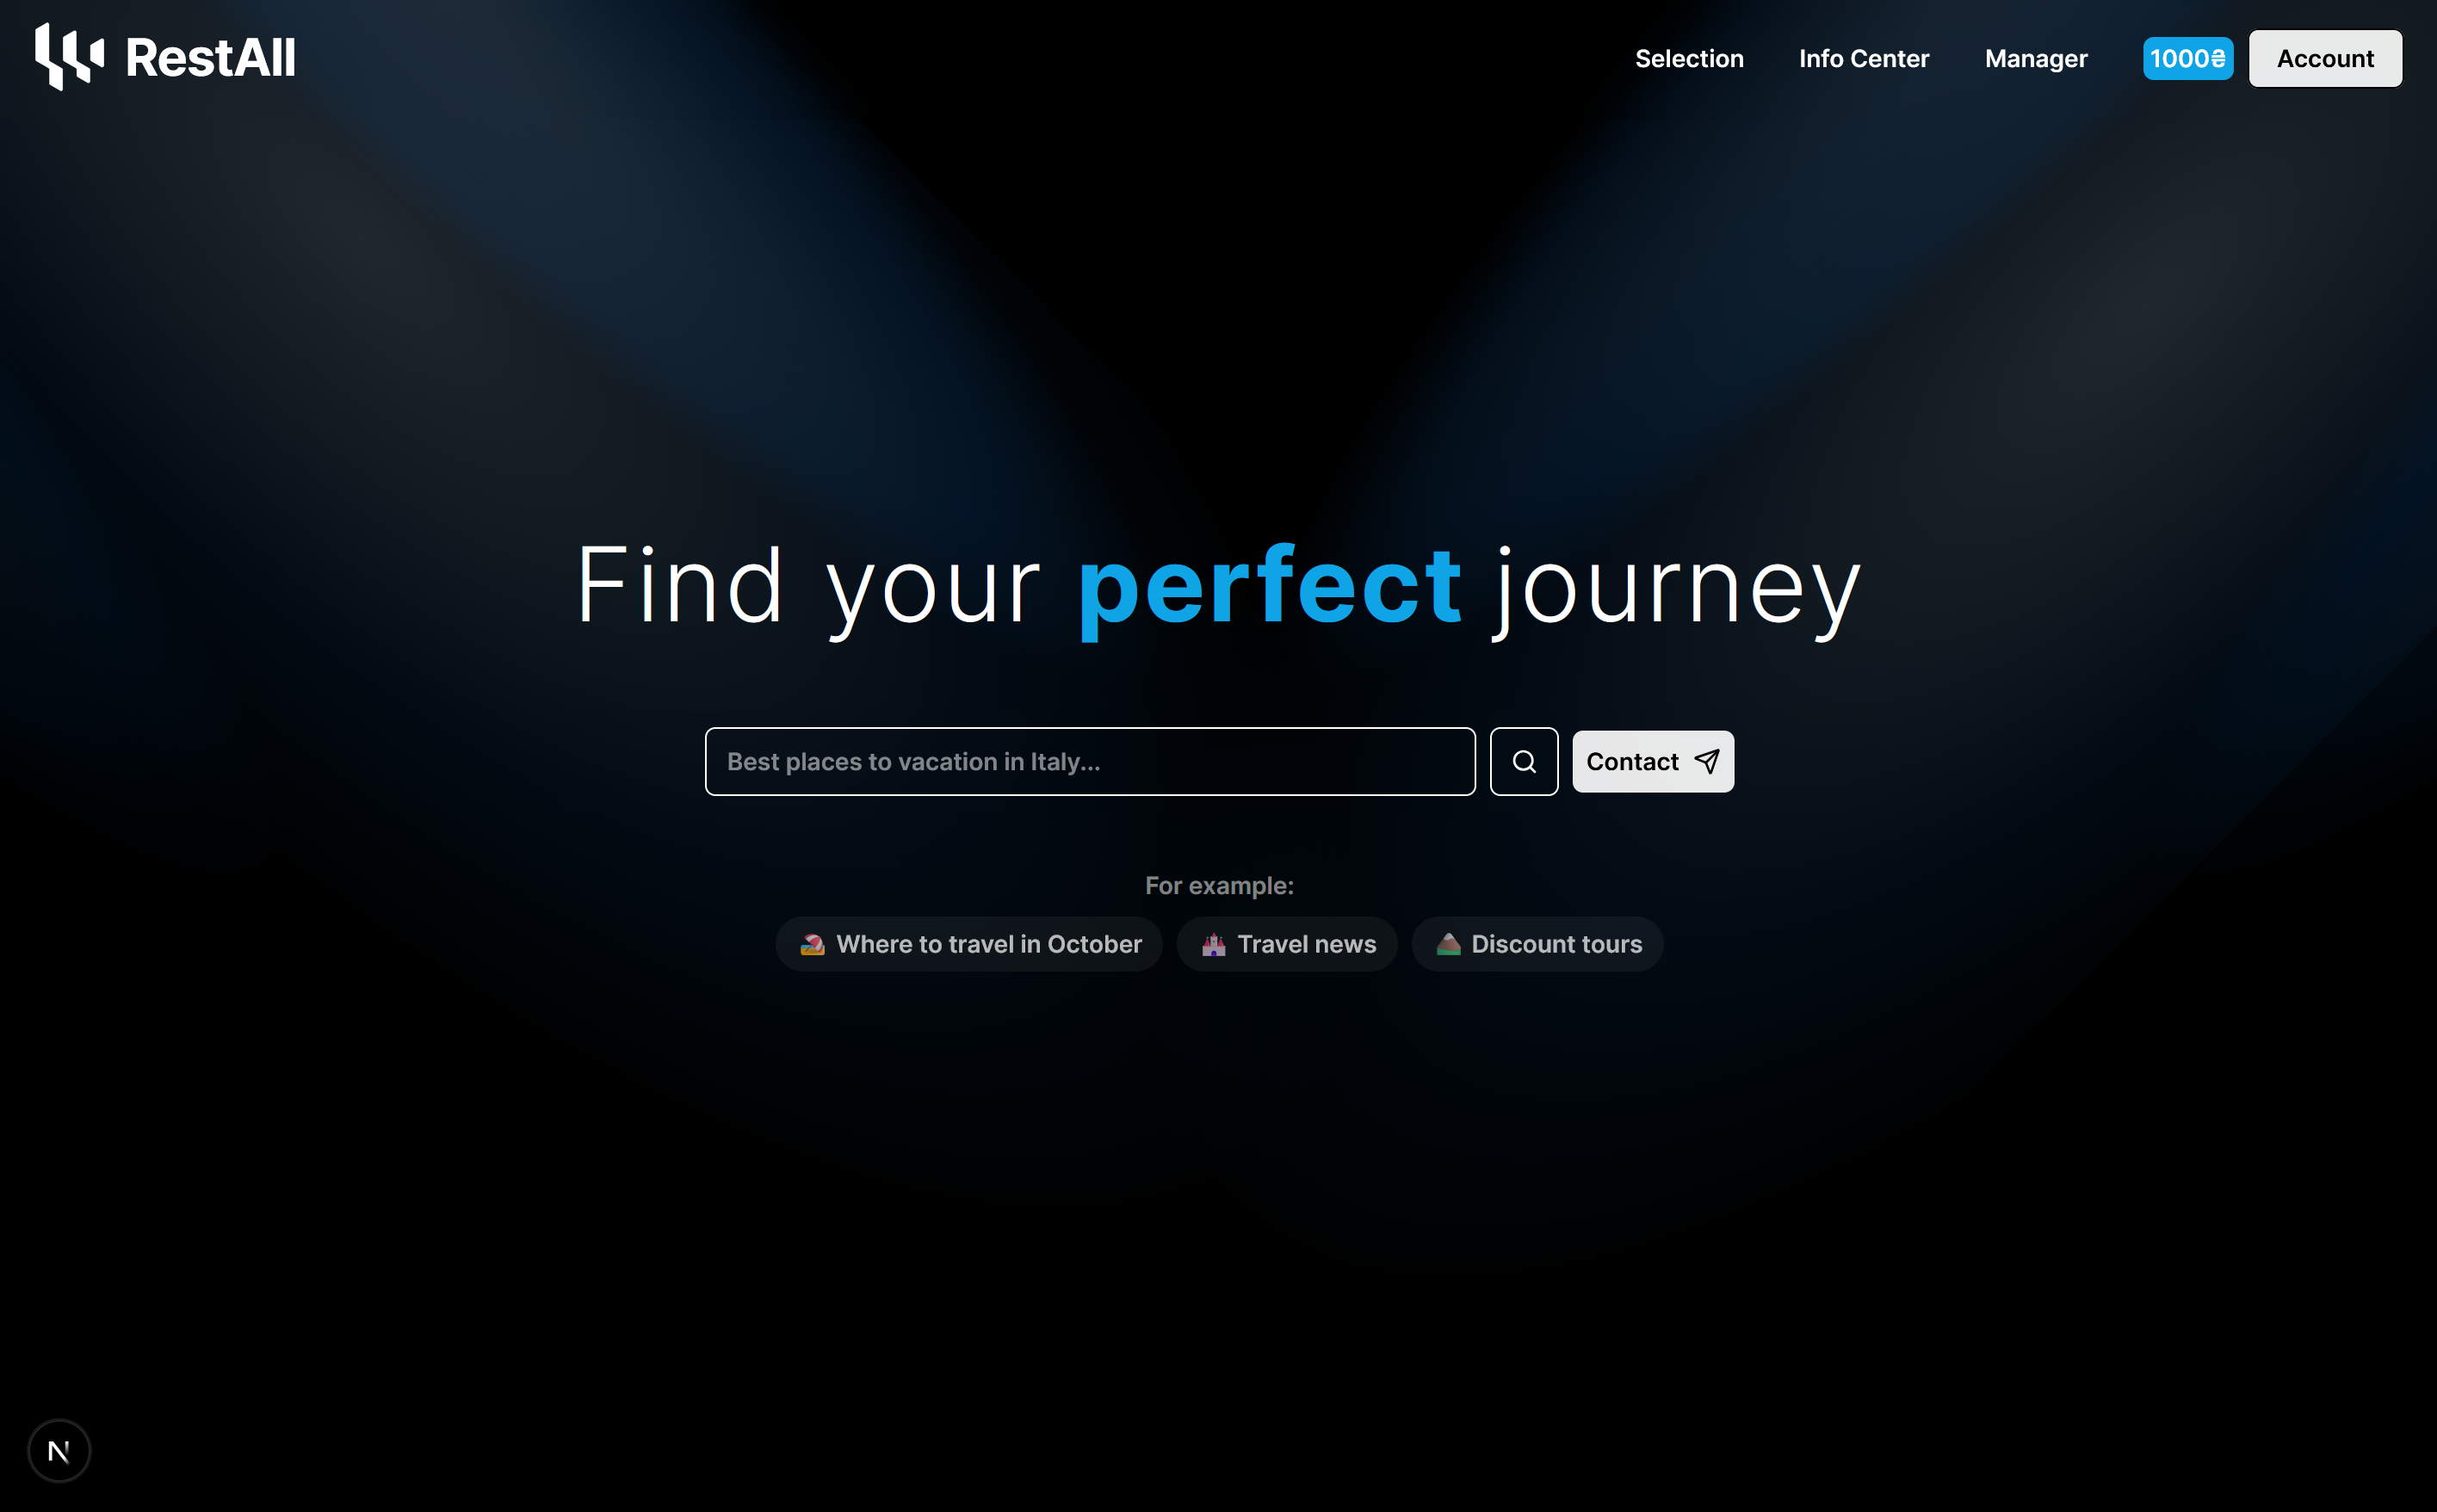 RestAll
Selection
Info Center
Manager
1000₴
Account
Find your perfect journey
Best places to vacation in Italy...
Contact
For example:
Where to travel in October
Travel news
Discount tours
N